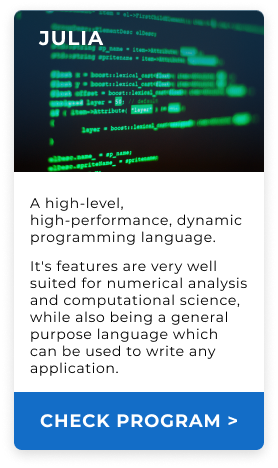 JULIA
A high-level,
high-performance, dynamic
programming language.
It's features are very well
suited for numerical analysis
and computational science,
while also being a general
purpose language which
can be used to write any
application.
CHECK PROGRAM >